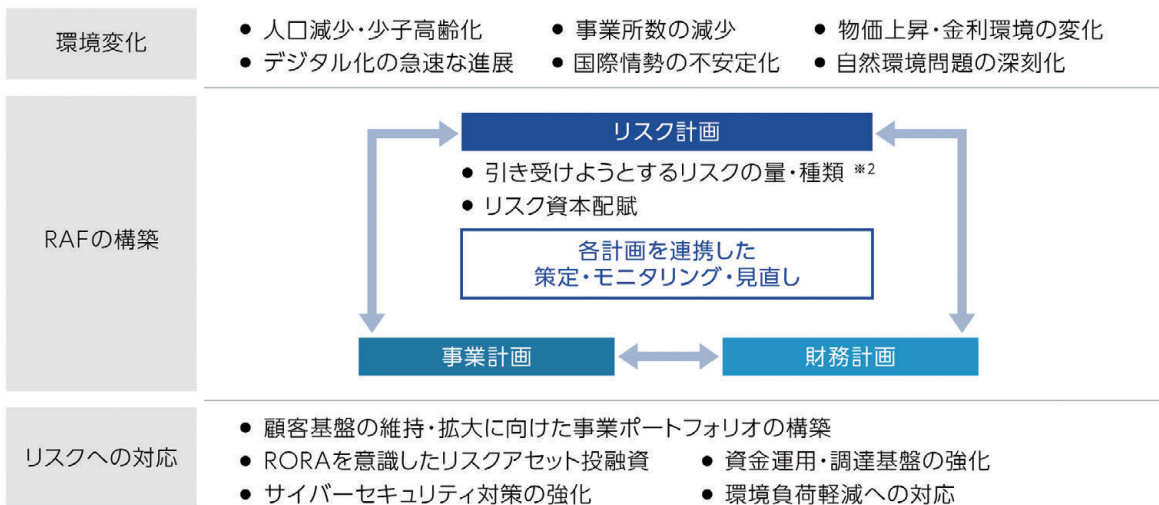 環境変化
● 人口減少・少子高齢化 ● 事業所数の減少 ● 物価上昇・金利環境の変化
● デジタル化の急速な進展 ● 国際情勢の不安定化 ● 自然環境問題の深刻化
RAFの構築
リスク計画
● 引き受けようとするリスクの量・種類 ※2
● リスク資本配賦
各計画を連携した
策定・モニタリング・見直し
事業計画 財務計画
リスクへの対応
● 顧客基盤の維持・拡大に向けた事業ポートフォリオの構築
● RORAを意識したリスクアセット投融資 ● 資金運用・調達基盤の強化
● サイバーセキュリティ対策の強化 ● 環境負荷軽減への対応